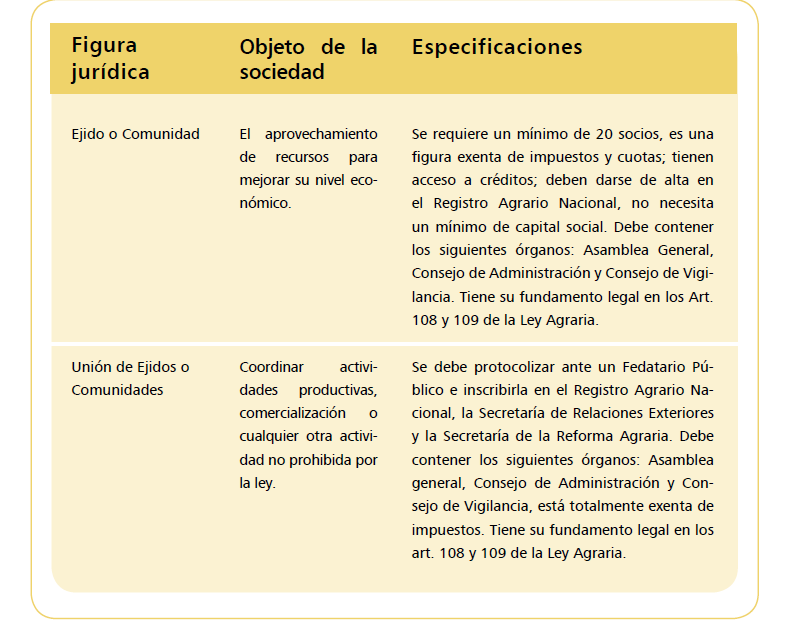 Figura
jurídica
Objeto de la
sociedad
Especificaciones
Ejido o Comunidad
El aprovechamiento
de recursos para
mejorar su nivel eco-
nómico.
Se requiere un mínimo de 20 socios, es una
figura exenta de impuestos y cuotas; tienen
acceso a créditos; deben darse de alta en
el Registro Agrario Nacional, no necesita
un mínimo de capital social. Debe contener
los siguientes órganos: Asamblea General,
Consejo de Administración y Consejo de Vigi-
lancia. Tiene su fundamento legal en los Art.
108 y 109 de la Ley Agraria.
Unión de Ejidos o
Comunidades
Coordinar activi-
dades productivas,
comercialización o
cualquier otra activi-
dad no prohibida por
la ley.
Se debe protocolizar ante un Fedatario Pú-
blico e inscribirla en el Registro Agrario Na-
cional, la Secretaría de Relaciones Exteriores
y la Secretaría de la Reforma Agraria. Debe
contener los siguientes órganos: Asamblea
general, Consejo de Administración y Con-
sejo de Vigilancia, está totalmente exenta de
impuestos. Tiene su fundamento legal en los
art. 108 y 109 de la Ley Agraria.